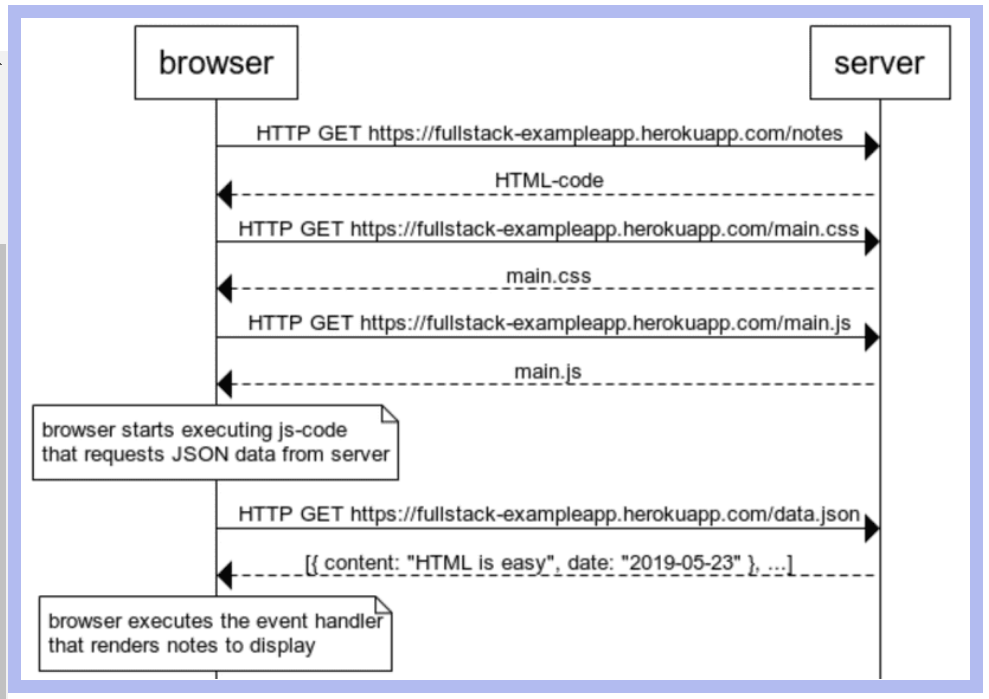 browser
server
HTTP GET https://fullstack-exampleapp.herokuapp.com/notes
HTML-code
HTTP GET https://fullstack-exampleapp.herokuapp.com/main.css
main.css
HTTP GET https://fullstack-exampleapp.herokuapp.com/main.js
main.js
browser starts executing js-code
that requests JSON data from server
HTTP GET https://fullstack-exampleapp.herokuapp.com/data.json
[{ content: "HTML is easy", date: "2019-05-23" }, ...]
browser executes the event handler
that renders notes to display